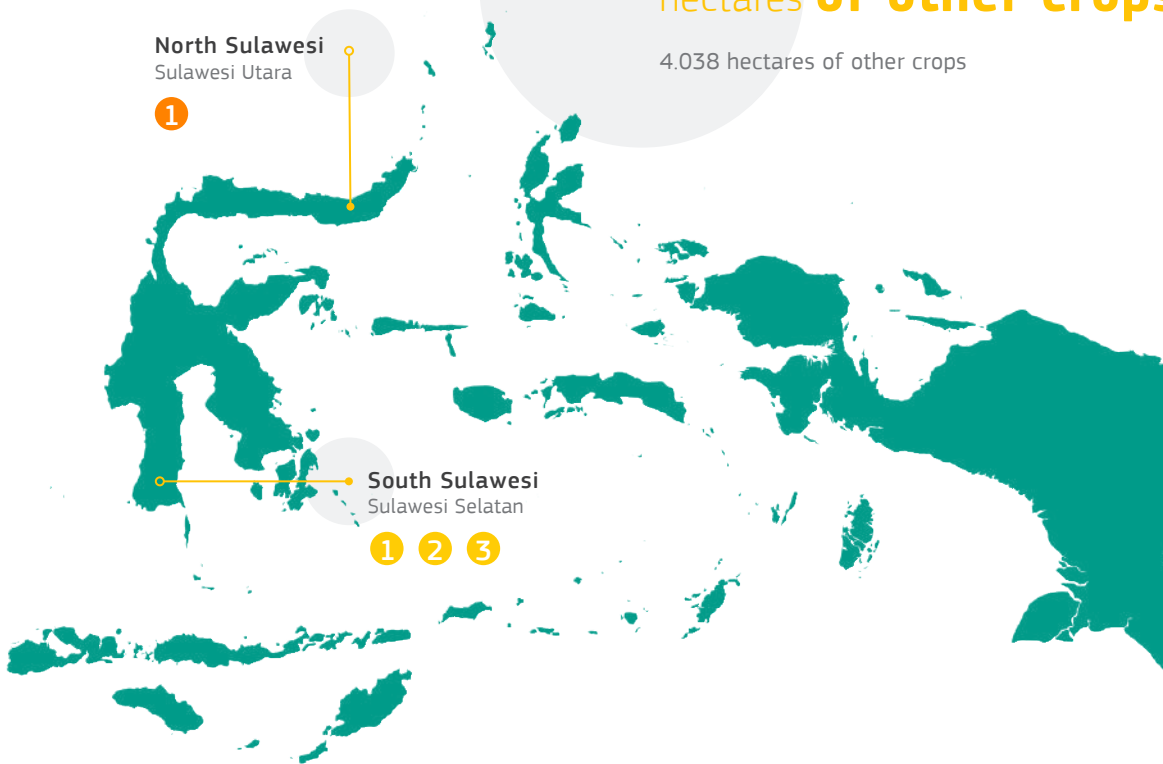 hectares of other crops
4.038 hectares of other crops
North Sulawesi
Sulawesi Utara
1
South Sulawesi
Sulawesi Selatan
1 2 3